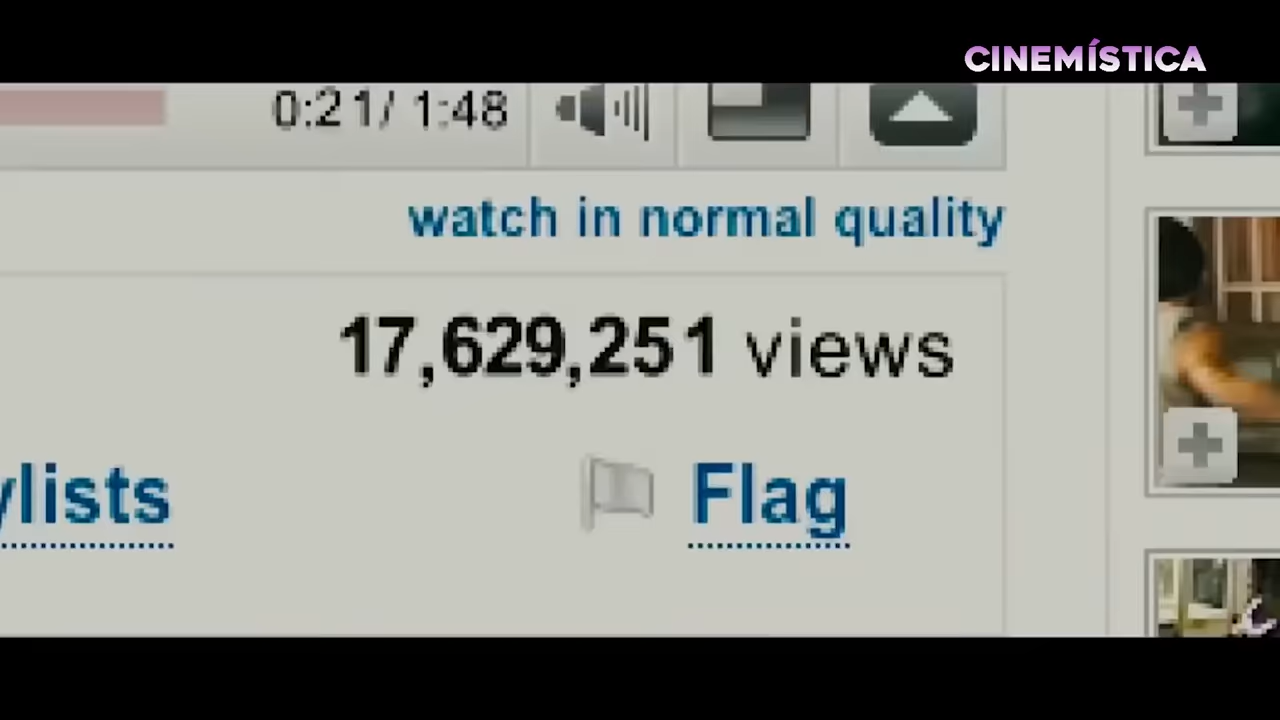 CINEMÍSTICA
0:21/ 1:48
watch in normal quality
17,629,251 views
ylists
Flag